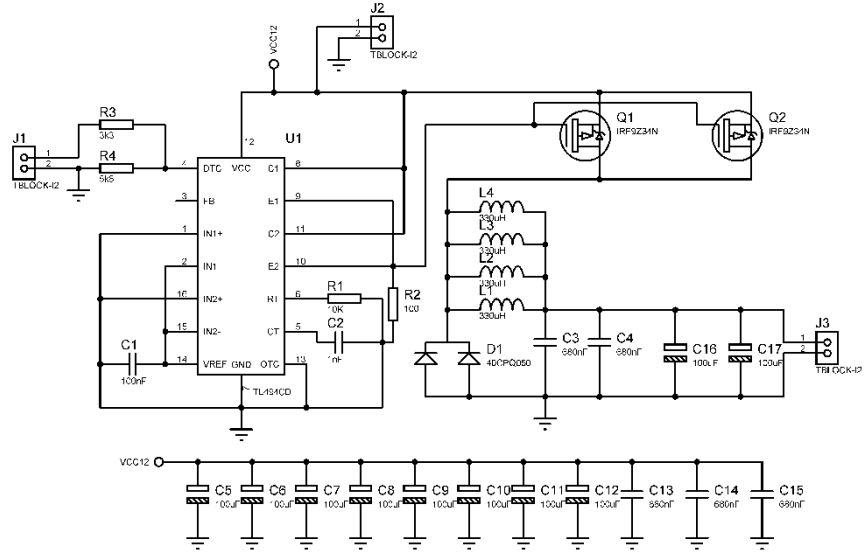 J2
1
2
TBLOCK-I2
VCC12
J1
1
2
TBLOCK-I2
R3
3k3
R4
5k5
Q1
IRF9Z34N
Q2
IRF9Z34N
12
U1
4
DTC
VCC
C1
8
3
FB
E1
9
1
IN1+
C2
11
2
IN1
E2
10
16
IN2+
RT
6
15
IN2-
CT
5
14
VREF
GND
OTC
13
7
TL494CD
R1
10K
R2
100
C2
1nF
C1
100nF
L4
330uH
L3
330uH
L2
330uH
L1
330uH
D1
C3
680nF
C4
680nF
C16
100uF
C17
100uF
J3
1
2
TBLOCK-I2
VCC12
C5
100uF
C6
100uF
C7
100uF
C8
100uF
C9
100uF
C10
100uF
C11
100uF
C12
100uF
C13
680nF
C14
680nF
C15
680nF